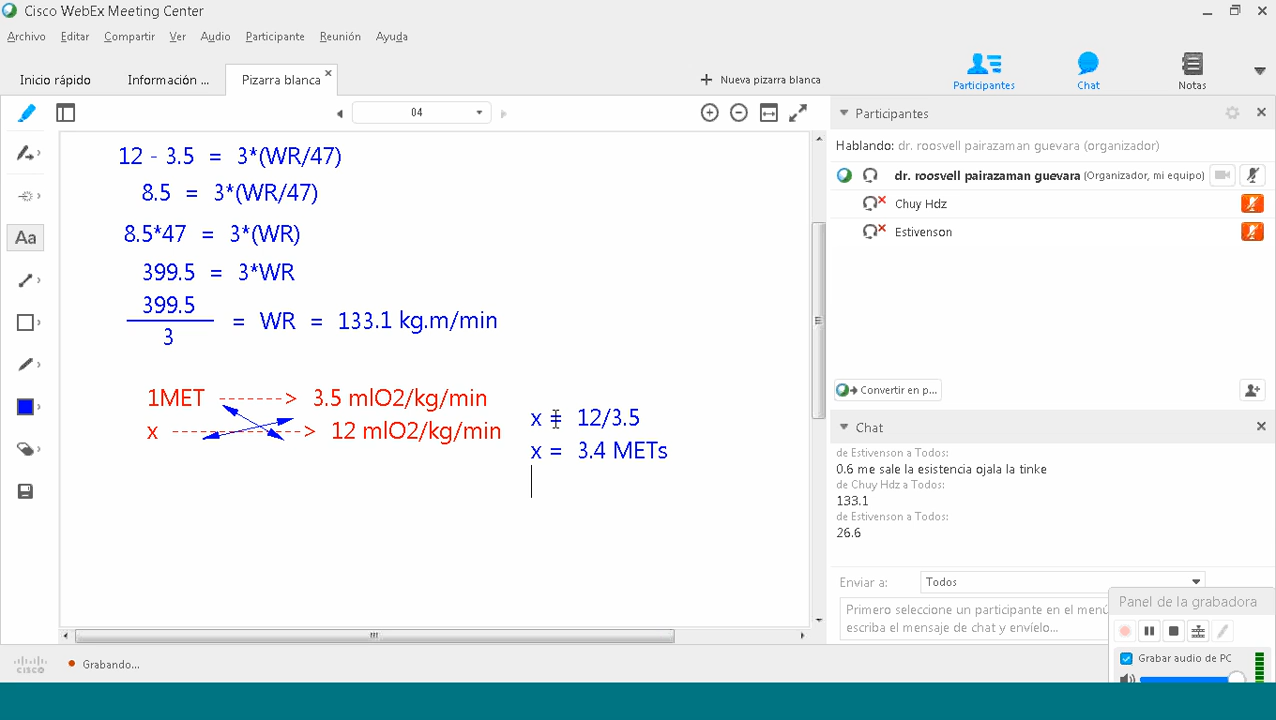 Cisco WebEx Meeting Center
Archivo Editar Compartir Ver Audio Participante Reunión Ayuda
Inicio rápido Información ... Pizarra blanca Nueva pizarra blanca
Participantes Chat Notas
04
12 - 3.5 = 3*(WR/47)
8.5 = 3*(WR/47)
8.5*47 = 3*(WR)
399.5 = 3*WR
399.5
= WR = 133.1 kg.m/min
3
1MET -------> 3.5 mlO2/kg/min
x --------------> 12 mlO2/kg/min
x = 12/3.5
x = 3.4 METs
Aa
Participantes
Hablando: dr. roosvell pairazaman guevara (organizador)
dr. roosvell pairazaman guevara (Organizador, mi equipo)
Chuy Hdz
Estivenson
Convertir en p...
Chat
de Estivenson a Todos:
0.6 me sale la esistencia ojala la tinke
de Chuy Hdz a Todos:
133.1
de Estivenson a Todos:
26.6
Enviar a: Todos
Primero seleccione un participante en el menú
escriba el mensaje de chat y envíelo...
Panel de la grabadora
Grabar audio de PC
cisco
Grabando...